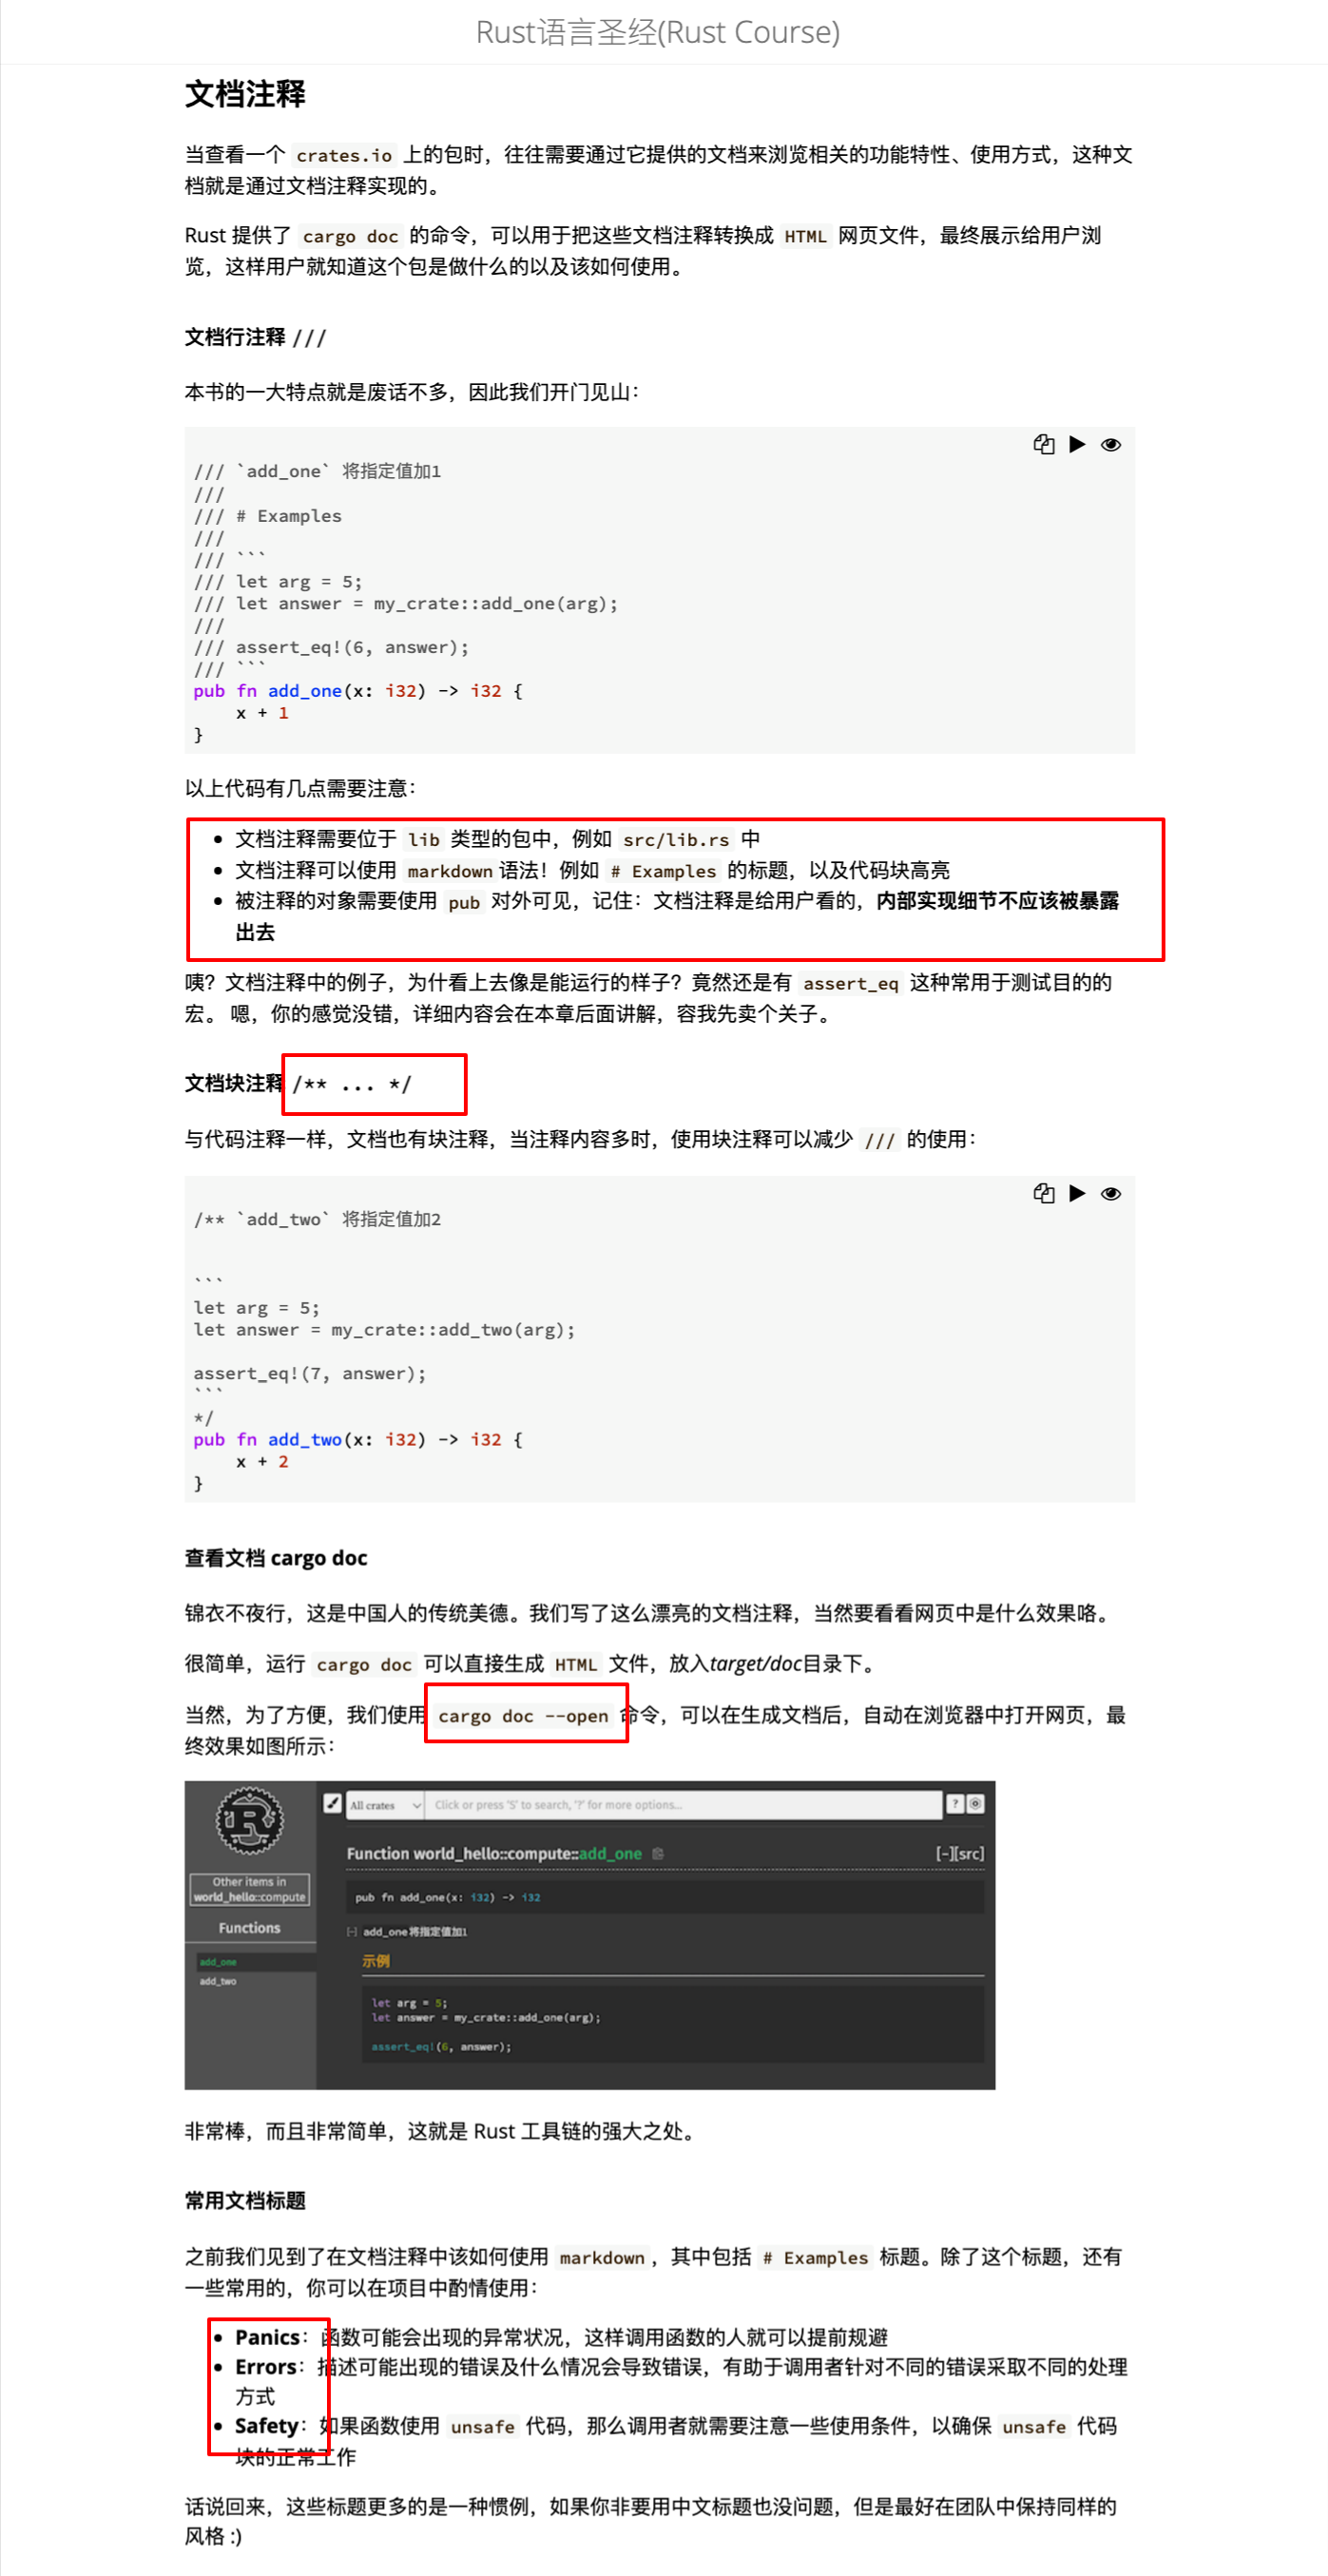 Rust语言圣经(Rust Course)
文档注释
当查看一个 crates.io 上的包时，往往需要通过它提供的文档来浏览相关的功能特性、使用方式，这种文
档就是通过文档注释实现的。
Rust 提供了 cargo doc 的命令，可以用于把这些文档注释转换成 HTML 网页文件，最终展示给用户浏
览，这样用户就知道这个包是做什么的以及该如何使用。
文档行注释 ///
本书的一大特点就是废话不多，因此我们开门见山：
/// `add_one` 将指定值加1
///
/// # Examples
///
/// ```
/// let arg = 5;
/// let answer = my_crate::add_one(arg);
///
/// assert_eq!(6, answer);
/// ```
pub fn add_one(x: i32) -> i32 {
    x + 1
}
以上代码有几点需要注意：
• 文档注释需要位于 lib 类型的包中，例如 src/lib.rs 中
• 文档注释可以使用 markdown语法！例如 # Examples 的标题，以及代码块高亮
• 被注释的对象需要使用 pub 对外可见，记住：文档注释是给用户看的，内部实现细节不应该被暴露
出去
咦？文档注释中的例子，为什看上去像是能运行的样子？竟然还是有 assert_eq 这种常用于测试目的的
宏。 嗯，你的感觉没错，详细内容会在本章后面讲解，容我先卖个关子。
文档块注释 /** ... */
与代码注释一样，文档也有块注释，当注释内容多时，使用块注释可以减少 /// 的使用：
/** `add_two` 将指定值加2
```
let arg = 5;
let answer = my_crate::add_two(arg);
assert_eq!(7, answer);
```
*/
pub fn add_two(x: i32) -> i32 {
    x + 2
}
查看文档 cargo doc
锦衣不夜行，这是中国人的传统美德。我们写了这么漂亮的文档注释，当然要看看网页中是什么效果咯。
很简单，运行 cargo doc 可以直接生成 HTML 文件，放入target/doc目录下。
当然，为了方便，我们使用 cargo doc --open 命令，可以在生成文档后，自动在浏览器中打开网页，最
终效果如图所示：
All crates Click or press ‘S’ to search, ‘?’ for more options... ?
Function world_hello::compute::add_one [−][src]
Other items in
world_hello::compute
pub fn add_one(x: i32) -> i32
Functions
[−] add_one将指定值加1
add_one
示例
add_two
let arg = 5;
let answer = my_crate::add_one(arg);
assert_eq!(6, answer);
非常棒，而且非常简单，这就是 Rust 工具链的强大之处。
常用文档标题
之前我们见到了在文档注释中该如何使用 markdown，其中包括 # Examples 标题。除了这个标题，还有
一些常用的，你可以在项目中酌情使用：
• Panics：函数可能会出现的异常状况，这样调用函数的人就可以提前规避
• Errors：描述可能出现的错误及什么情况会导致错误，有助于调用者针对不同的错误采取不同的处理
方式
• Safety：如果函数使用 unsafe 代码，那么调用者就需要注意一些使用条件，以确保 unsafe 代码
块的正常工作
话说回来，这些标题更多的是一种惯例，如果你非要用中文标题也没问题，但是最好在团队中保持同样的
风格 :)